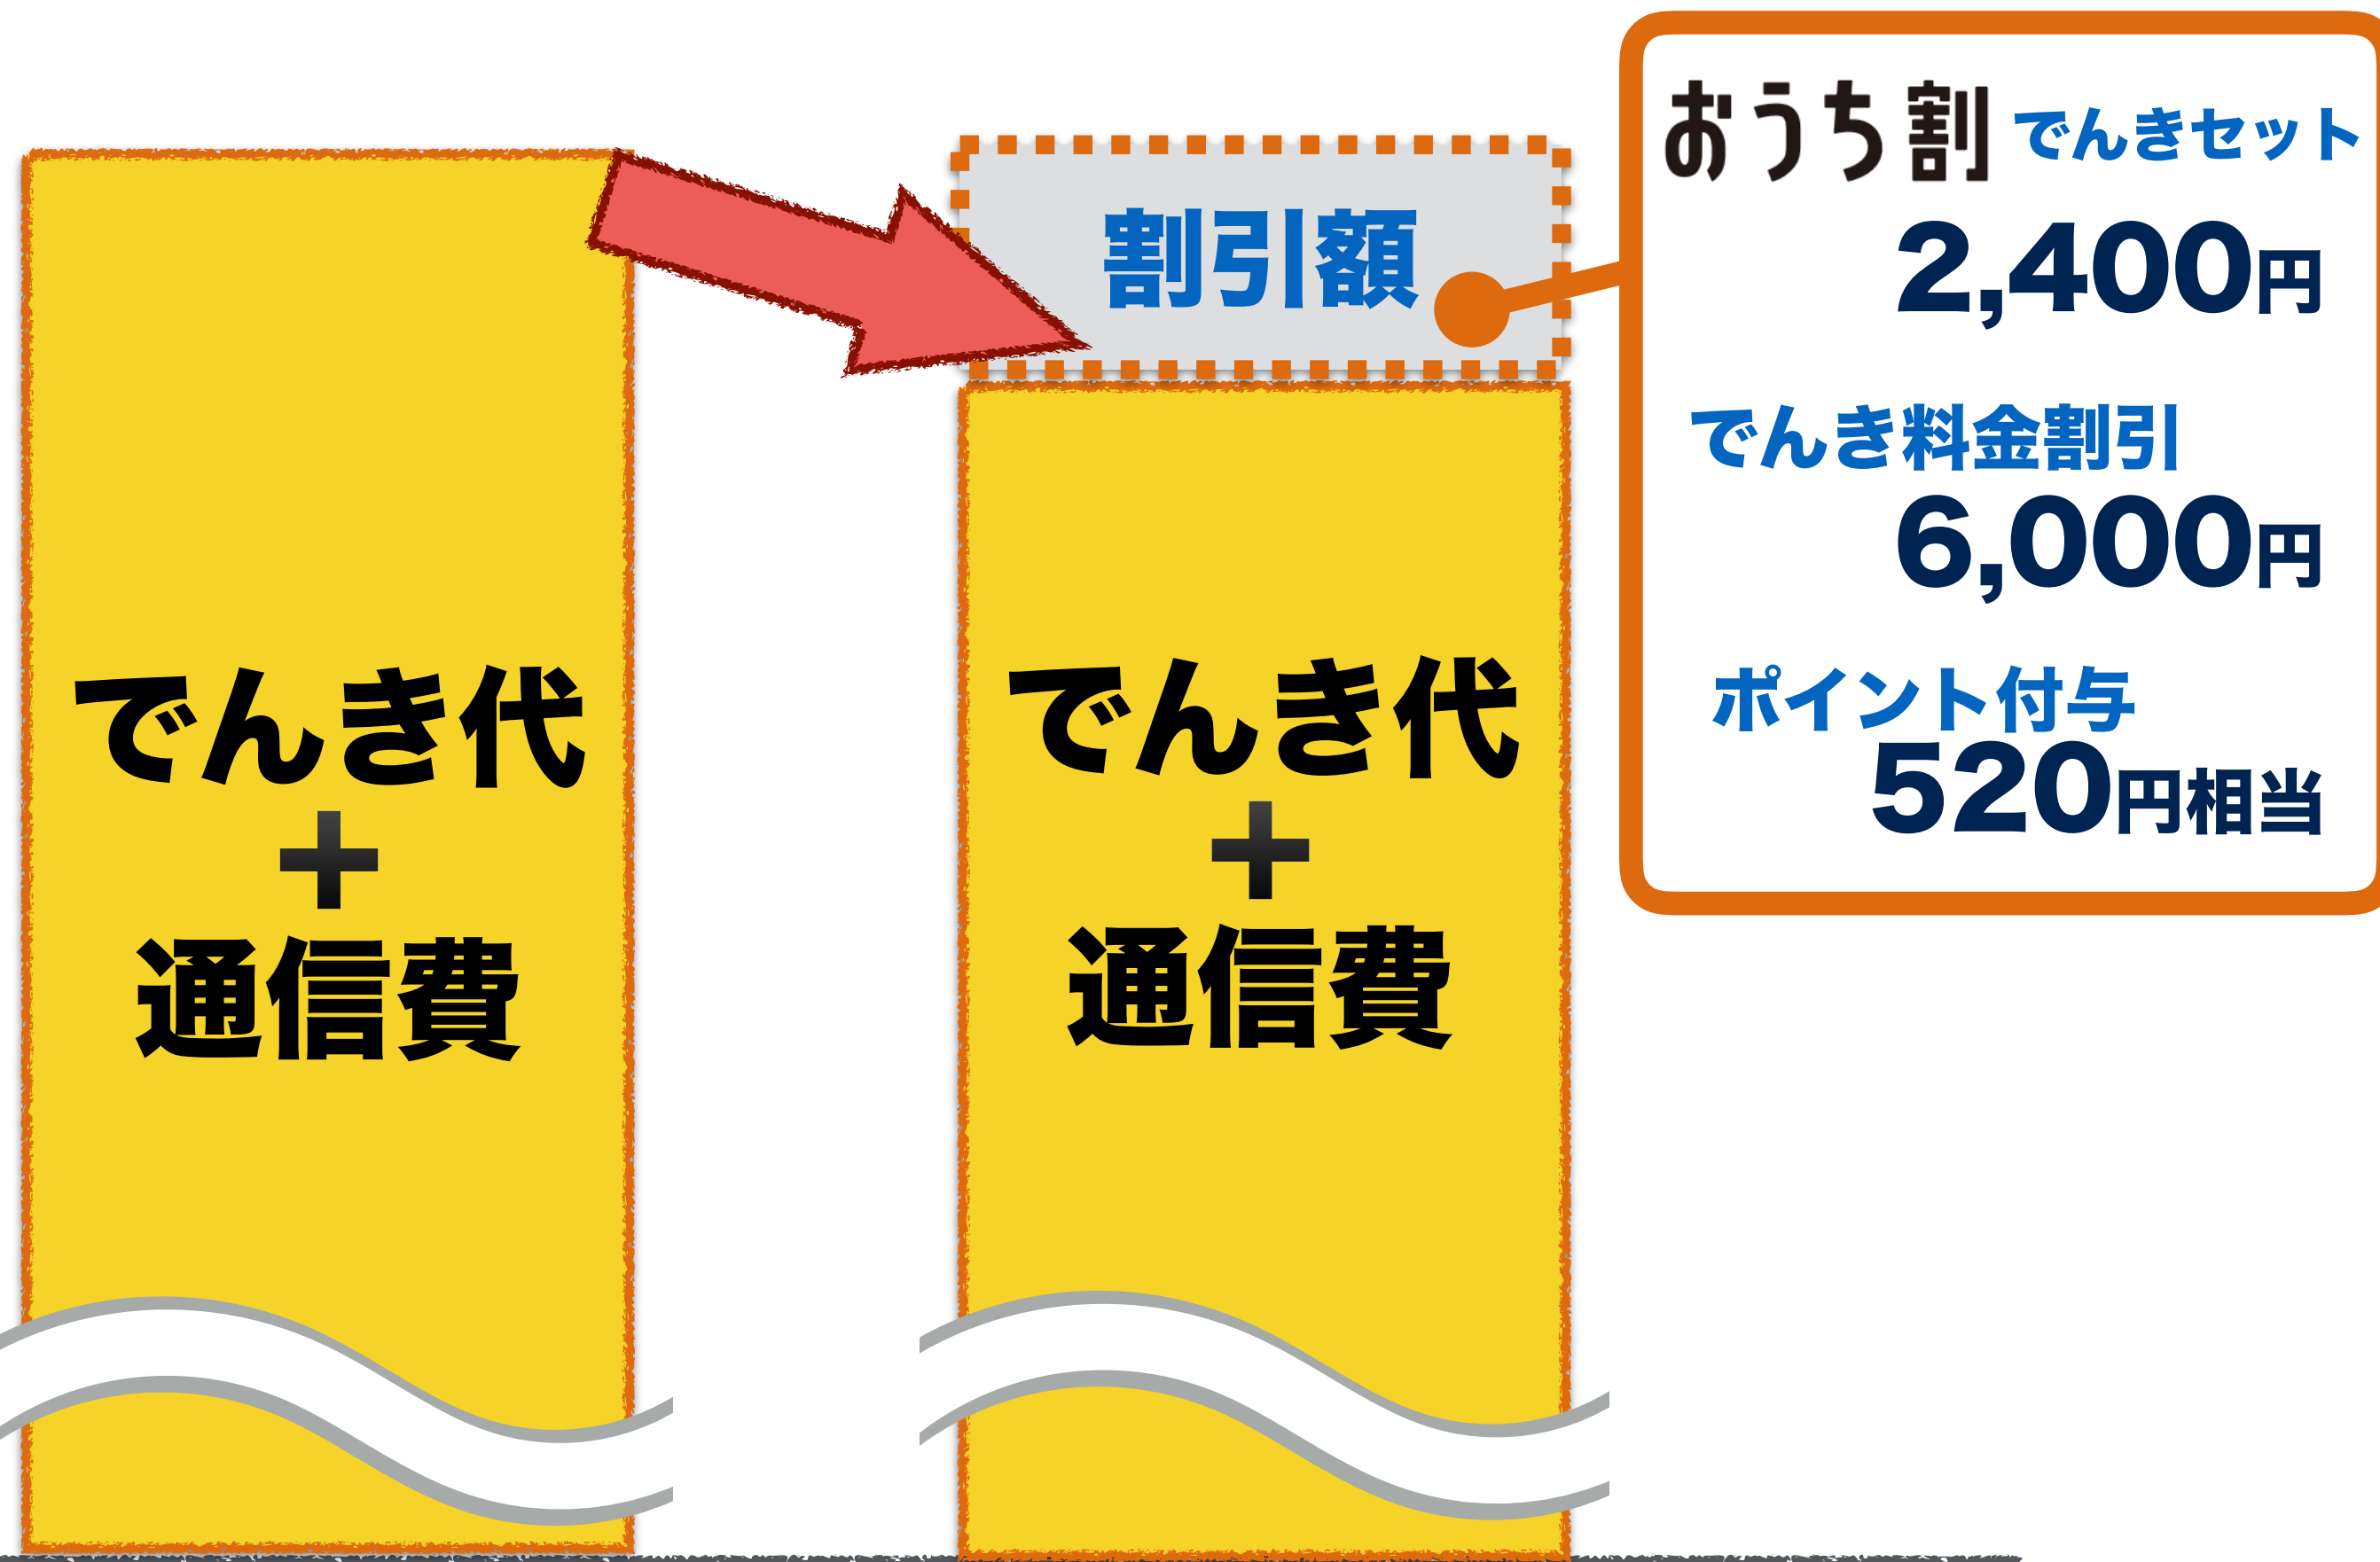 でんき代
+
通信費
割引額
でんき代
+
通信費
おうち割 でんきセット
2,400円
でんき料金割引
6,000円
ポイント付与
520円相当